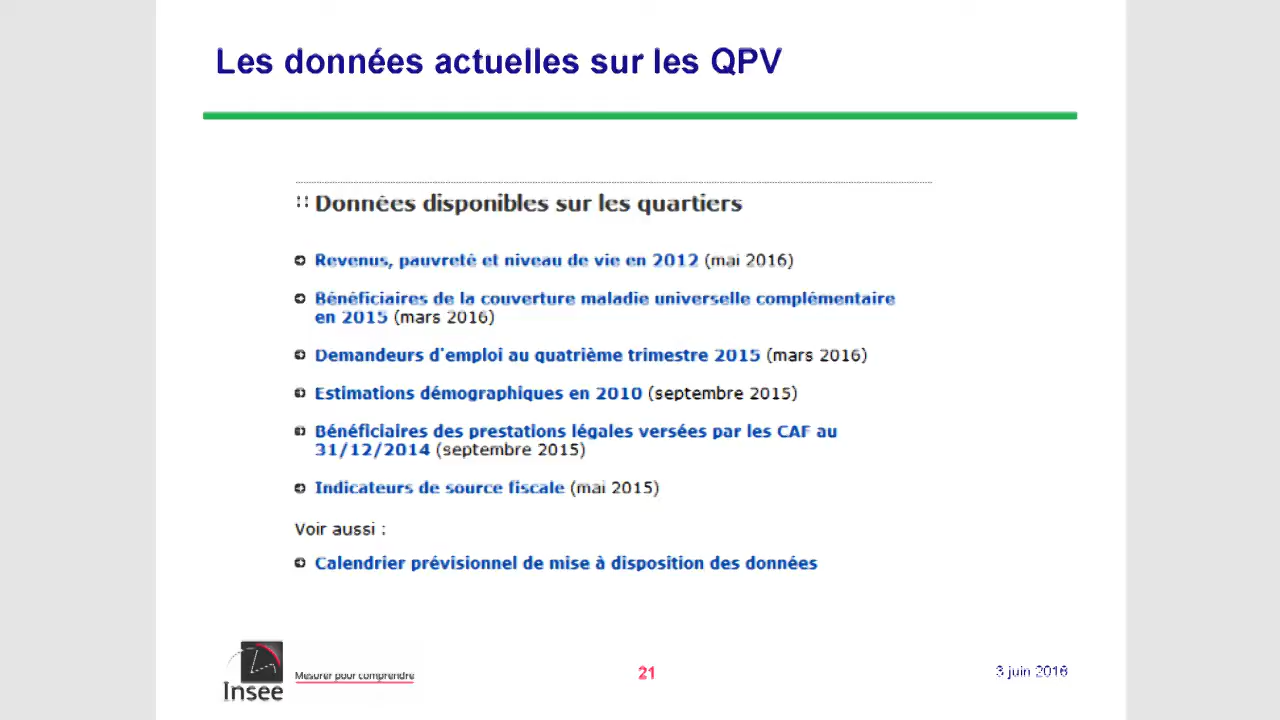 Les données actuelles sur les QPV
Données disponibles sur les quartiers
Revenus, pauvreté et niveau de vie en 2012 (mai 2016)
Bénéficiaires de la couverture maladie universelle complémentaire
en 2015 (mars 2016)
Demandeurs d'emploi au quatrième trimestre 2015 (mars 2016)
Estimations démographiques en 2010 (septembre 2015)
Bénéficiaires des prestations légales versées par les CAF au
31/12/2014 (septembre 2015)
Indicateurs de source fiscale (mai 2015)
Voir aussi :
Calendrier prévisionnel de mise à disposition des données
Insee
Mesurer pour comprendre
21
3 juin 2016